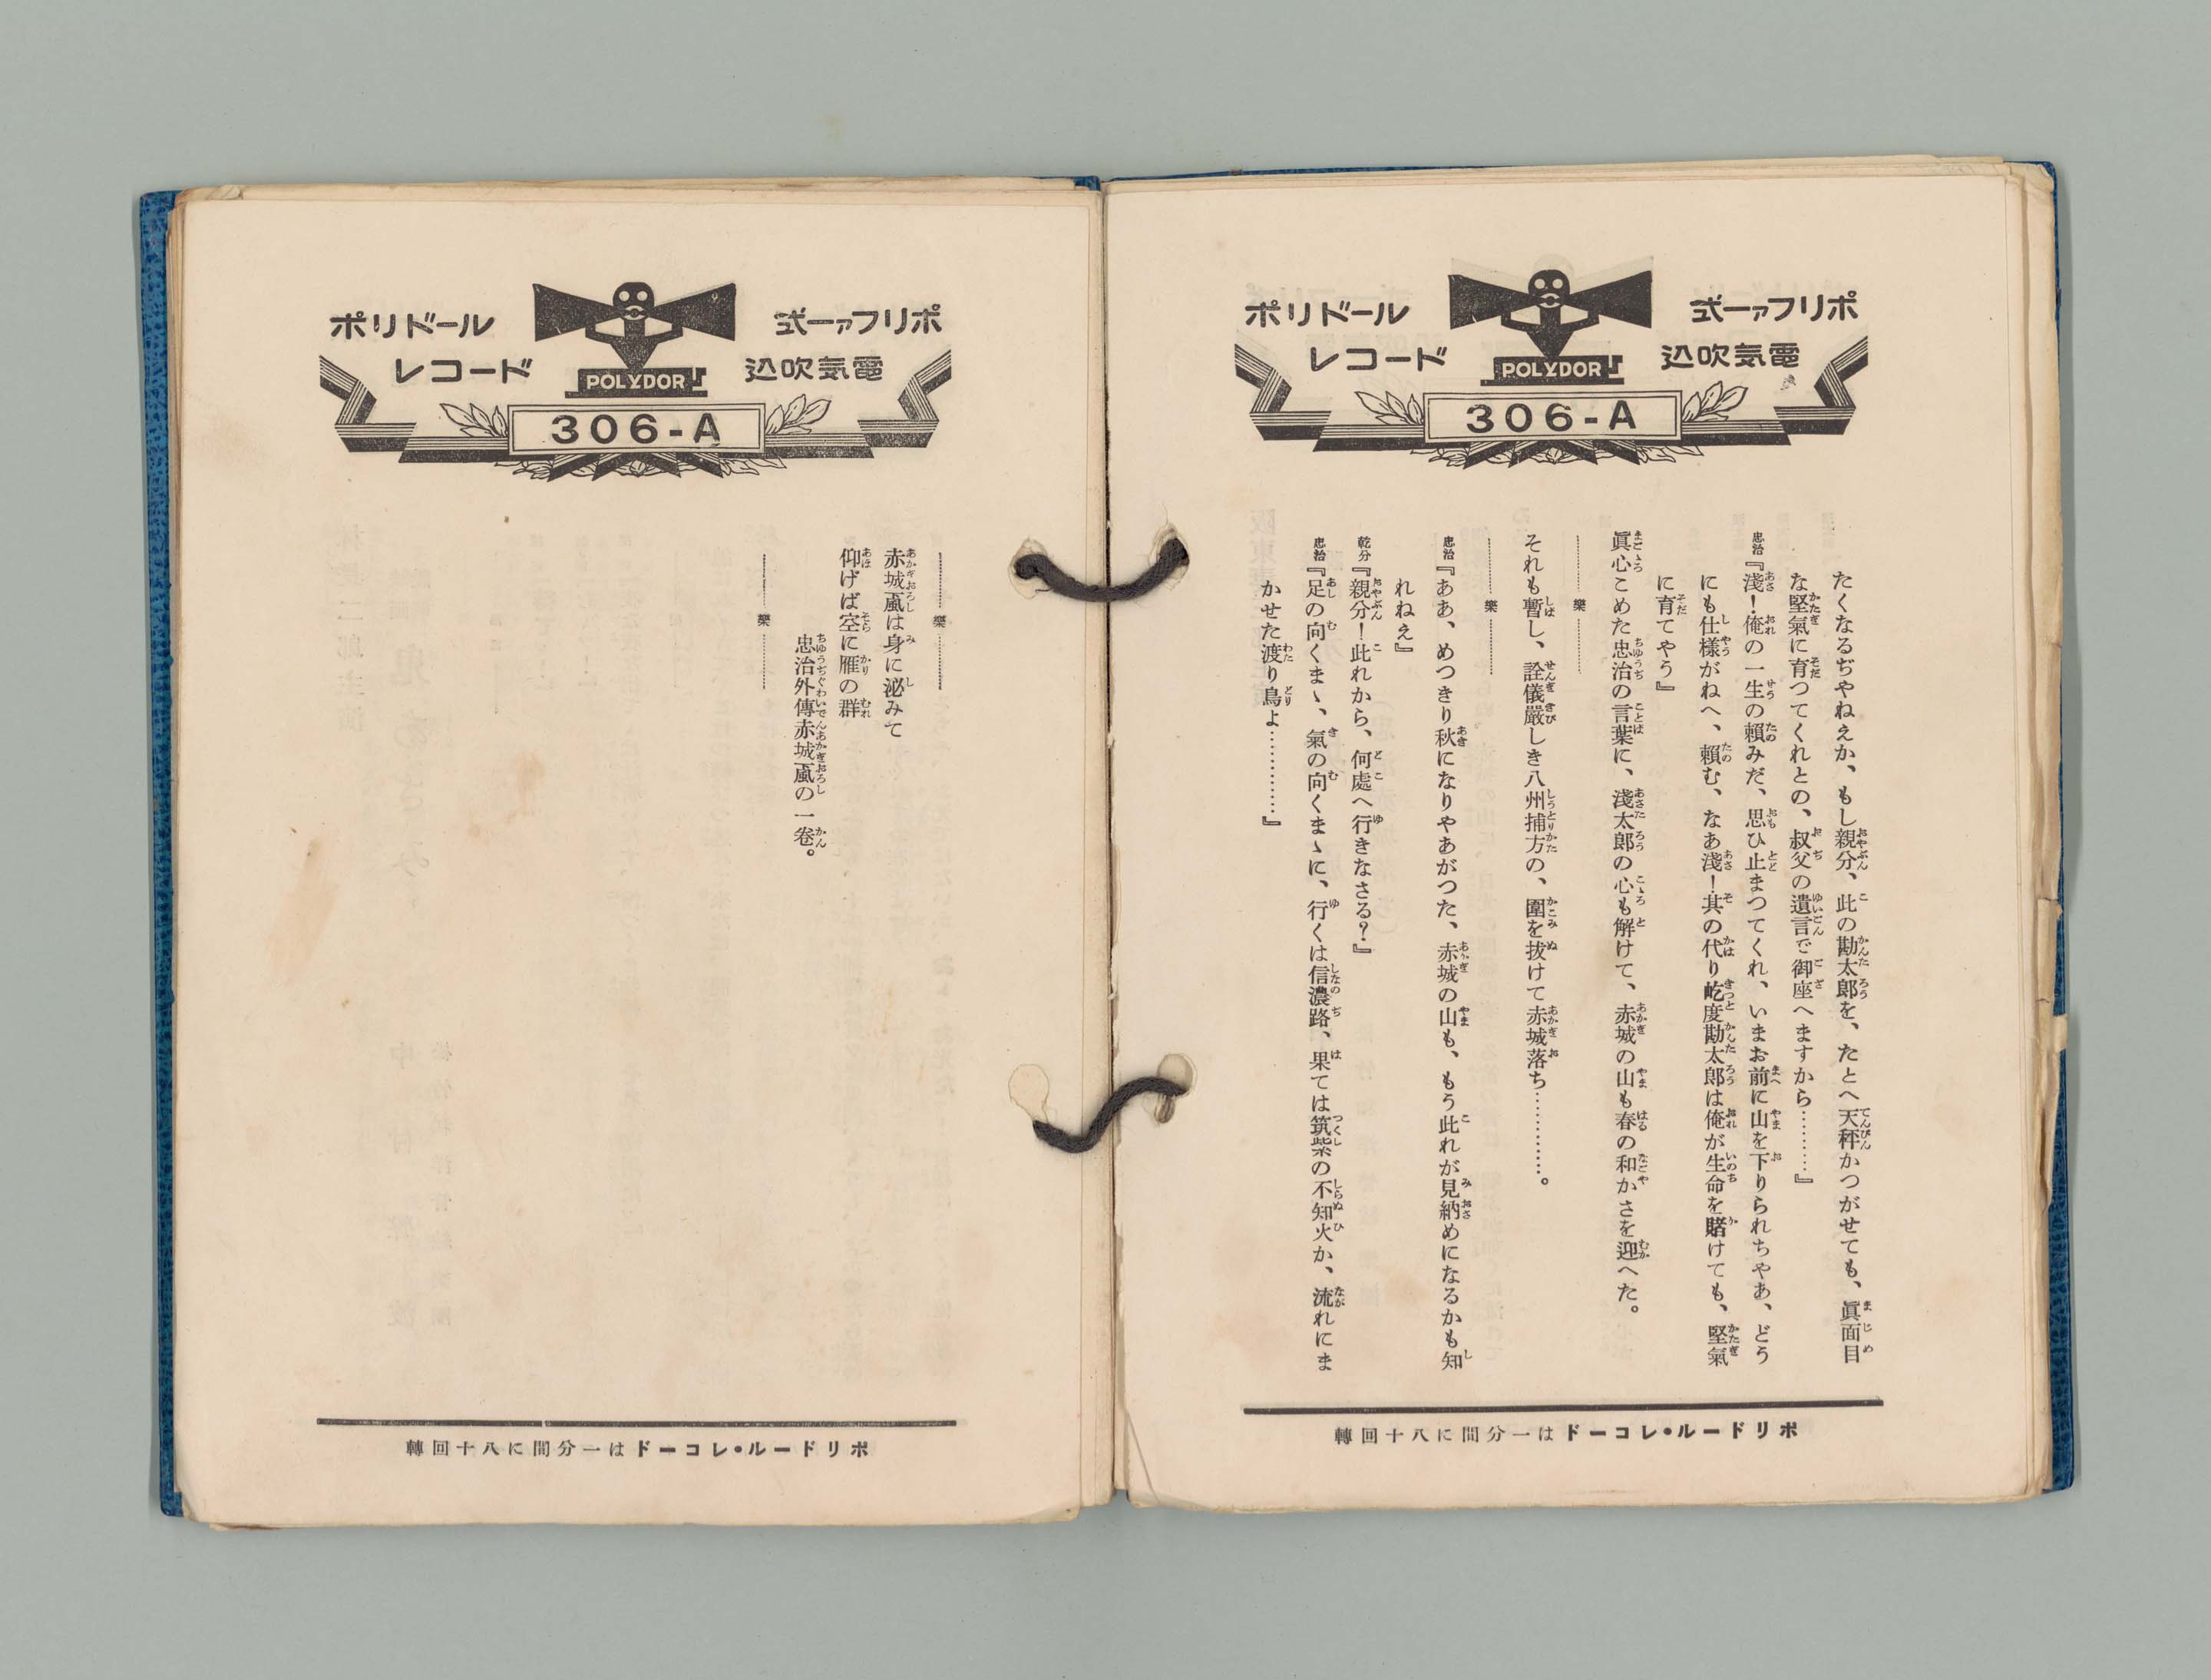 ポリファー式
電気吹込
ポリドール
レコード
POLYDOR
306-A
たくなるぢやねえか、もし親分、此の勘太郎を、たとへ天秤かつがせても、眞面目
な堅氣に育つてくれとの、叔父の遺言で御座へますから………』
忠治『淺！俺の一生の頼みだ、思ひ止まつてくれ、いまお前に山を下りられちやあ、どう
にも仕様がねへ、頼む、なあ淺！其の代り屹度勘太郎は俺が生命を賭けても、堅氣
に育てやう』
眞心こめた忠治の言葉に、淺太郎の心も解けて、赤城の山も春の和かさを迎へた。
――……樂………
それも暫し、詮儀嚴しき八州捕方の、圍を抜けて赤城落ち…………。
――……樂………
忠治『ああ、めつきり秋になりやあがつた、赤城の山も、もう此れが見納めになるかも知
れねえ』
乾分『親分！此れから、何處へ行きなさる？』
忠治『足の向くまゝ、氣の向くまゝに、行くは信濃路、果ては筑紫の不知火か、流れにま
かせた渡り鳥よ…………』
ポリドール・レコードは一分間に八十回轉
ポリファー式
電気吹込
ポリドール
レコード
POLYDOR
306-A
――……樂………
赤城颪は身に泌みて
仰げば空に雁の群
忠治外傳赤城颪の一卷。
――……樂………
ポリドール・レコードは一分間に八十回轉